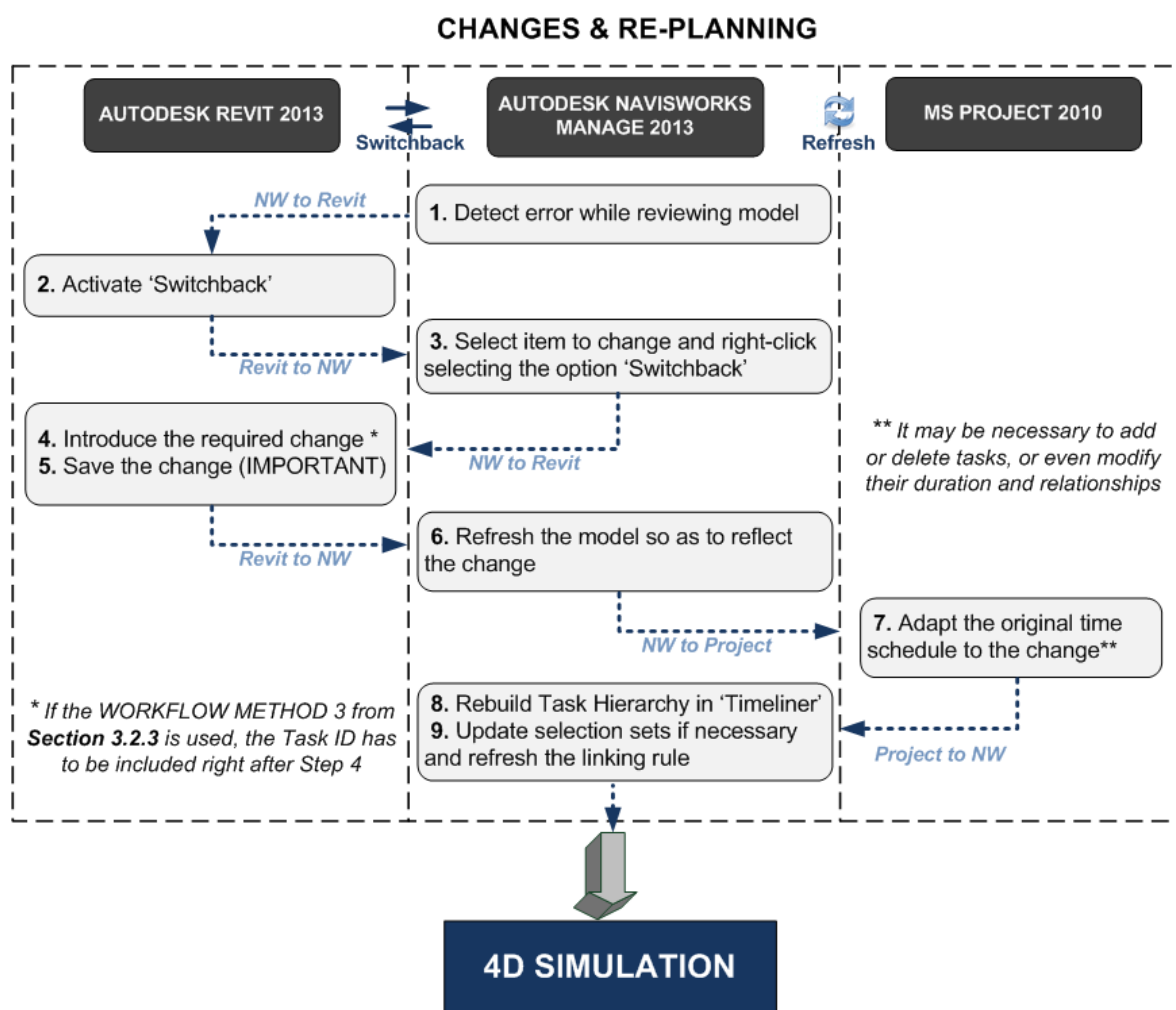 CHANGES & RE-PLANNING
AUTODESK REVIT 2013
Switchback
AUTODESK NAVISWORKS
MANAGE 2013
Refresh
MS PROJECT 2010
NW to Revit
1. Detect error while reviewing model
2. Activate ‘Switchback’
Revit to NW
3. Select item to change and right-click
selecting the option ‘Switchback’
4. Introduce the required change *
5. Save the change (IMPORTANT)
NW to Revit
** It may be necessary to add
or delete tasks, or even modify
their duration and relationships
Revit to NW
6. Refresh the model so as to reflect
the change
NW to Project
7. Adapt the original time
schedule to the change**
* If the WORKFLOW METHOD 3 from
Section 3.2.3 is used, the Task ID has
to be included right after Step 4
8. Rebuild Task Hierarchy in ‘Timeliner’
9. Update selection sets if necessary
and refresh the linking rule
Project to NW
4D SIMULATION